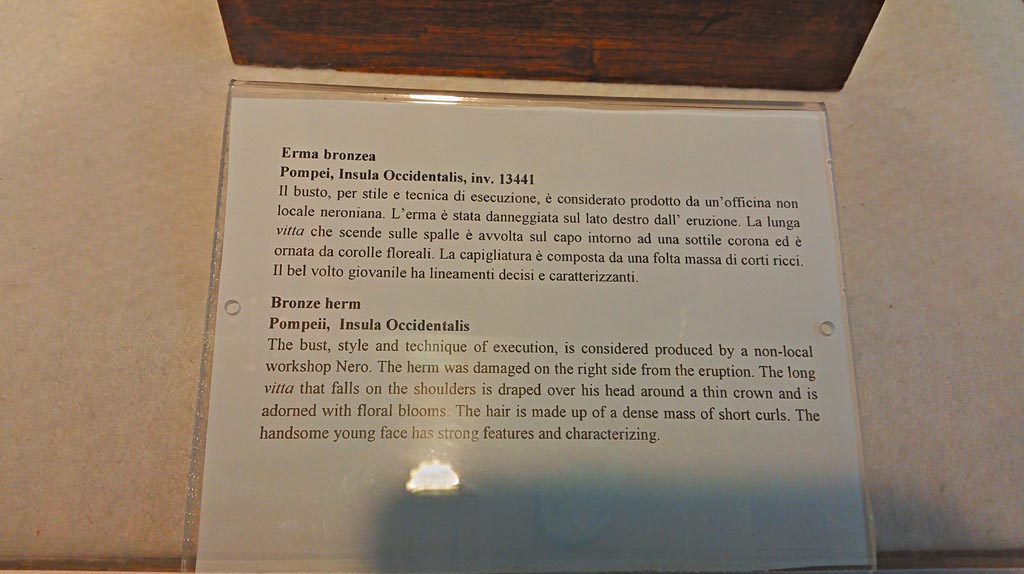 Erma bronzea
Pompei, Insula Occidentalis, inv. 13441
Il busto, per stile e tecnica di esecuzione, è considerato prodotto da un'officina non
locale neroniana. L'erma è stata danneggiata sul lato destro dall' eruzione. La lunga
vitta che scende sulle spalle è avvolta sul capo intorno ad una sottile corona ed è
ornata da corolle floreali. La capigliatura è composta da una folta massa di corti ricci.
Il bel volto giovanile ha lineamenti decisi e caratterizzanti.
Bronze herm
Pompeii, Insula Occidentalis
The bust, style and technique of execution, is considered produced by a non-local
workshop Nero. The herm was damaged on the right side from the eruption. The long
vitta that falls on the shoulders is draped over his head around a thin crown and is
adorned with floral blooms. The hair is made up of a dense mass of short curls. The
handsome young face has strong features and characterizing.